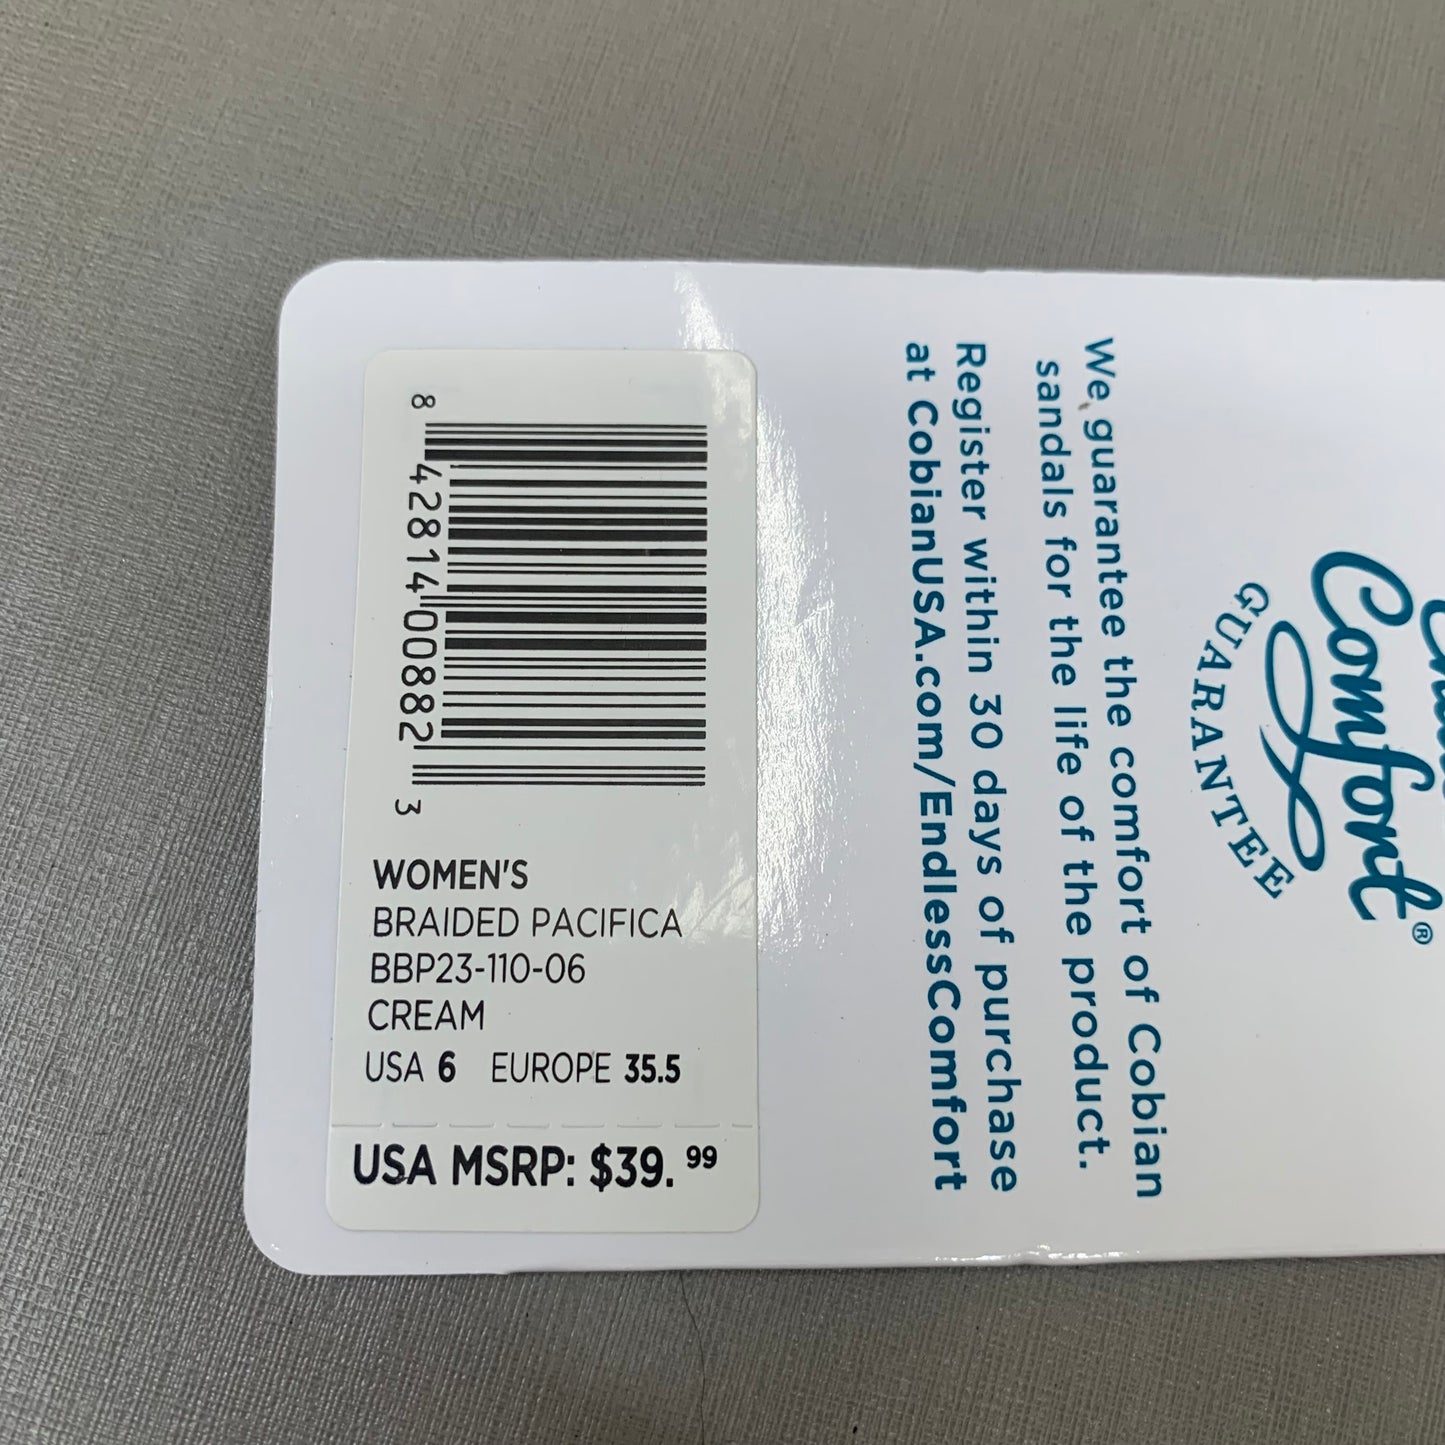 8 42814 00882 3
WOMEN'S
BRAIDED PACIFICA
BBP23-110-06
CREAM
USA 6 EUROPE 35.5
USA MSRP: $39.99
Comfort®
GUARANTEE
We guarantee the comfort of Cobian
sandals for the life of the product.
Register within 30 days of purchase
at CobianUSA.com/EndlessComfort